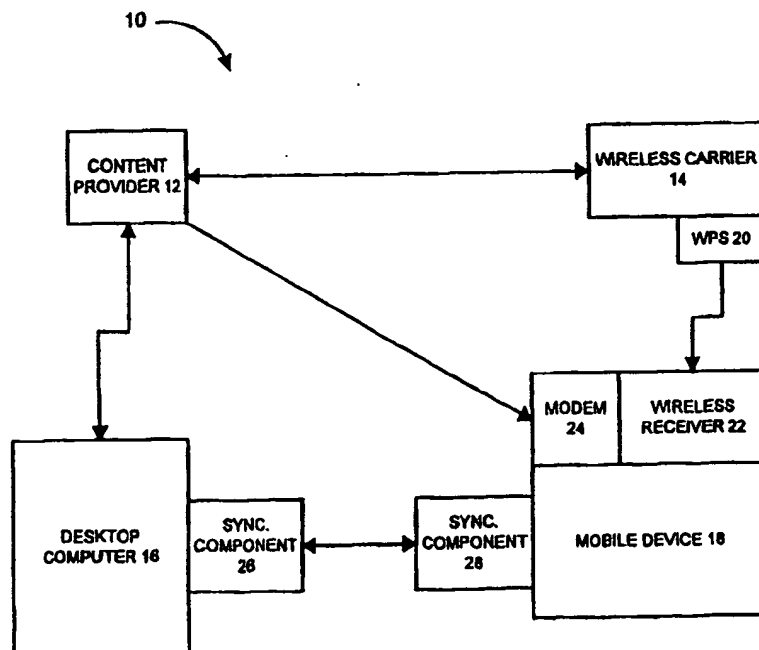 10
CONTENT
PROVIDER 12
WIRELESS CARRIER
14
WPS 20
MODEM
24
WIRELESS
RECEIVER 22
DESKTOP
COMPUTER 16
SYNC.
COMPONENT
26
SYNC.
COMPONENT
28
MOBILE DEVICE 18